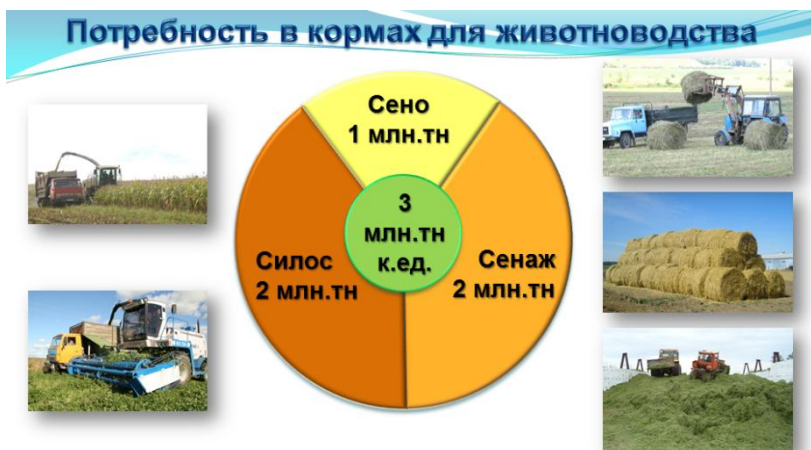 Потребность в кормах для животноводства
Сено
1 млн.тн
3
млн.тн
к.ед.
Силос
2 млн.тн
Сенаж
2 млн.тн